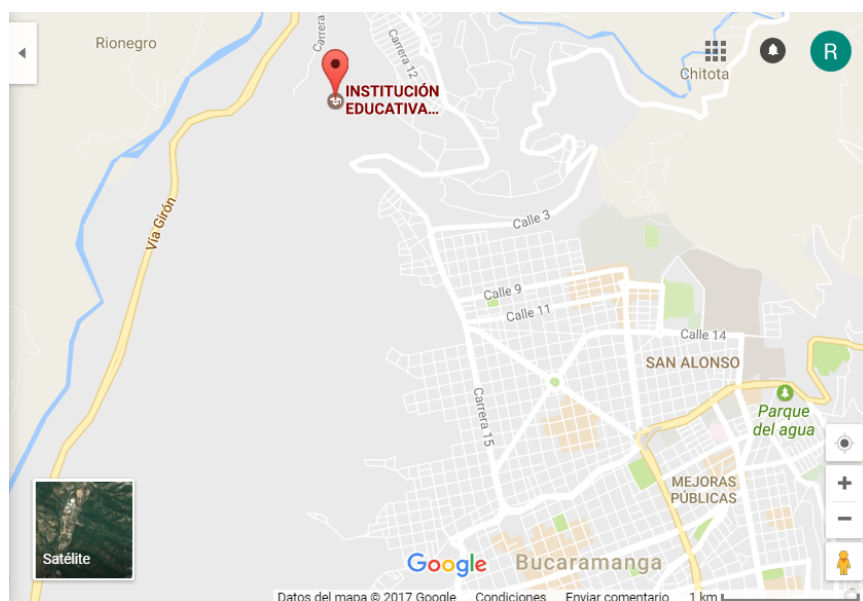 Rionegro
Carrera
Carrera 12
Chitota
R
INSTITUCIÓN
EDUCATIVA...
Vía Girón
Calle 3
Calle 9
Calle 11
Calle 14
SAN ALONSO
Carrera 15
Parque
del agua
MEJORAS
PÚBLICAS
Satélite
Google
Bucaramanga
Datos del mapa © 2017 Google Condiciones Enviar comentario 1 km